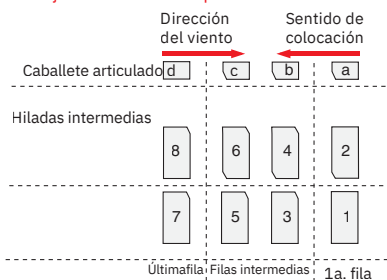 Dirección
del viento
Sentido de
colocación
Caballete articulado d c b a
Hiladas intermedias
8 6 4 2
7 5 3 1
Últimafila Filas intermedias 1a. fila